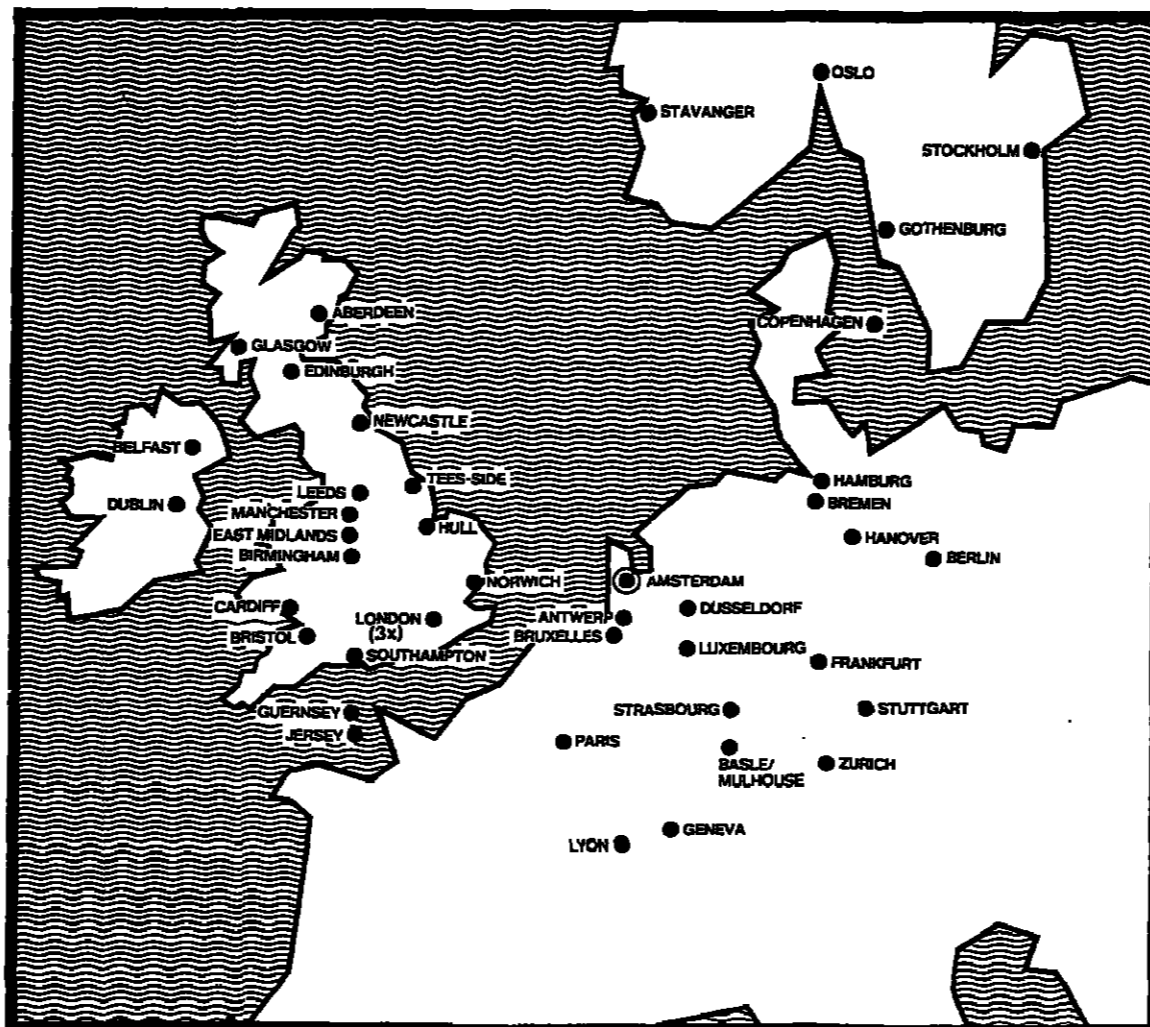 OSLO
STAVANGER
STOCKHOLM
GOTHENBURG
ABERDEEN
COPENHAGEN
GLASGOW
EDINBURGH
NEWCASTLE
BELFAST
TEES-SIDE
HAMBURG
LEEDS
BREMEN
DUBLIN
MANCHESTER
HULL
EAST MIDLANDS
HANOVER
BIRMINGHAM
BERLIN
NORWICH
AMSTERDAM
CARDIFF
DUSSELDORF
LONDON
(3x)
ANTWERP
BRISTOL
BRUXELLES
LUXEMBOURG
SOUTHAMPTON
FRANKFURT
GUERNSEY
STRASBOURG
STUTTGART
JERSEY
PARIS
BASLE/
MULHOUSE
ZURICH
GENEVA
LYON